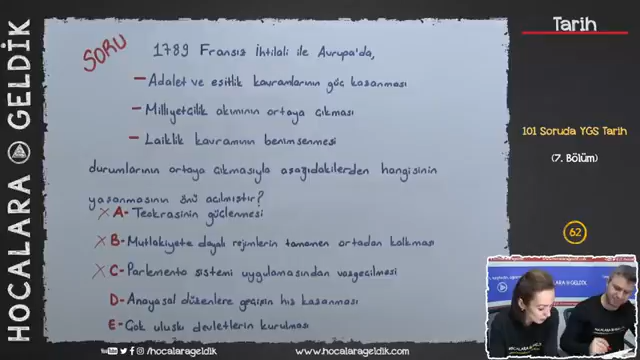 HOCALARA GELDİK
SORU
1789 Fransız İhtilali ile Avrupa'da,
– Adalet ve eşitlik kavramlarının güç kazanması
– Milliyetçilik akımının ortaya çıkması
– Laiklik kavramının benimsenmesi
durumlarının ortaya çıkmasıyla aşağıdakilerden hangisinin
yaşanmasının önü açılmıştır?
A- Teokrasinin güçlenmesi
B- Mutlakiyete dayalı rejimlerin tamamen ortadan kalkması
C- Parlemento sistemi uygulamasından vazgeçilmesi
D- Anayasal düzenlere geçişin hız kazanması
E- Çok uluslu devletlerin kurulması
Tarih
101 Soruda YGS Tarih
(7. Bölüm)
62
/hocalarageldik
www.hocalarageldik.com